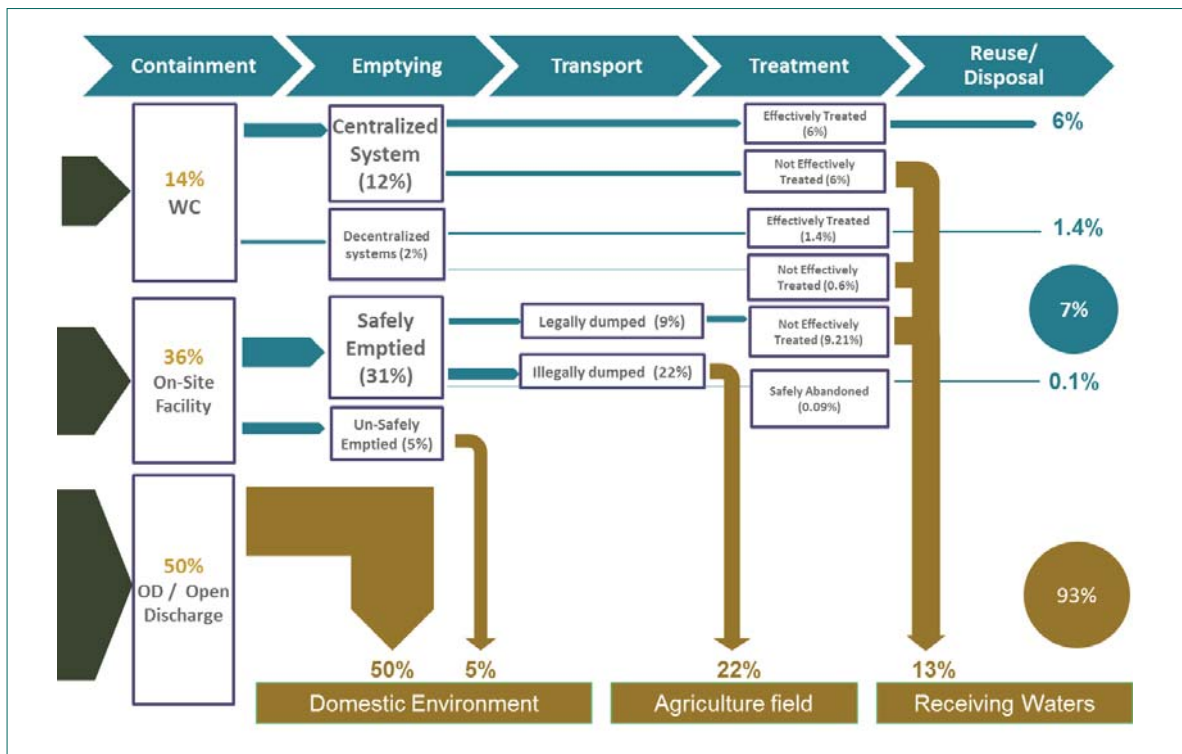 Containment
Emptying
Transport
Treatment
Reuse/
Disposal
14%
WC
Centralized
System
(12%)
Effectively Treated
(6%)
6%
Not Effectively
Treated (6%)
Decentralized
systems (2%)
Effectively Treated
(1.4%)
1.4%
Not Effectively
Treated (0.6%)
36%
On-Site
Facility
Safely
Emptied
(31%)
Legally dumped (9%)
Not Effectively
Treated (9.21%)
7%
Illegally dumped (22%)
Safely Abandoned
(0.09%)
0.1%
Un-Safely
Emptied (5%)
50%
OD / Open
Discharge
93%
50%
5%
22%
13%
Domestic Environment
Agriculture field
Receiving Waters